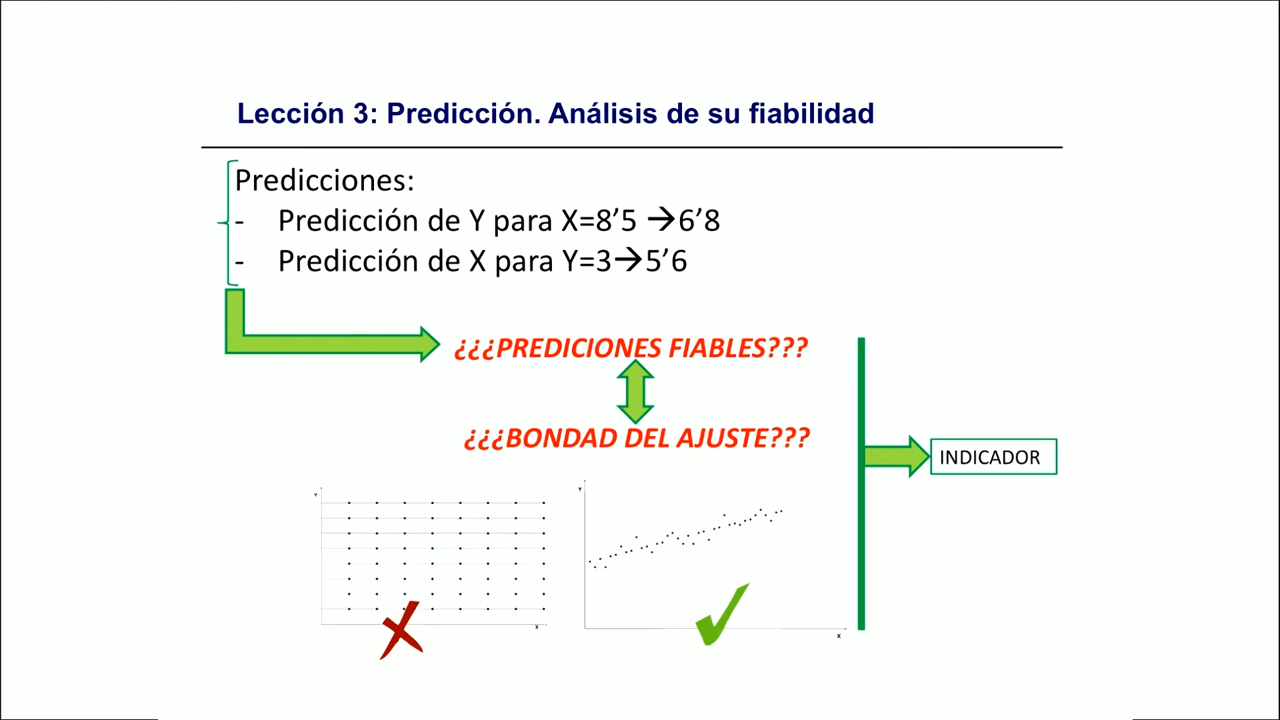 Lección 3: Predicción. Análisis de su fiabilidad
Predicciones:
- Predicción de Y para X=8’5 →6’8
- Predicción de X para Y=3→5’6
¿¿¿PREDICIONES FIABLES???
¿¿¿BONDAD DEL AJUSTE???
INDICADOR
Y
X
Y
X